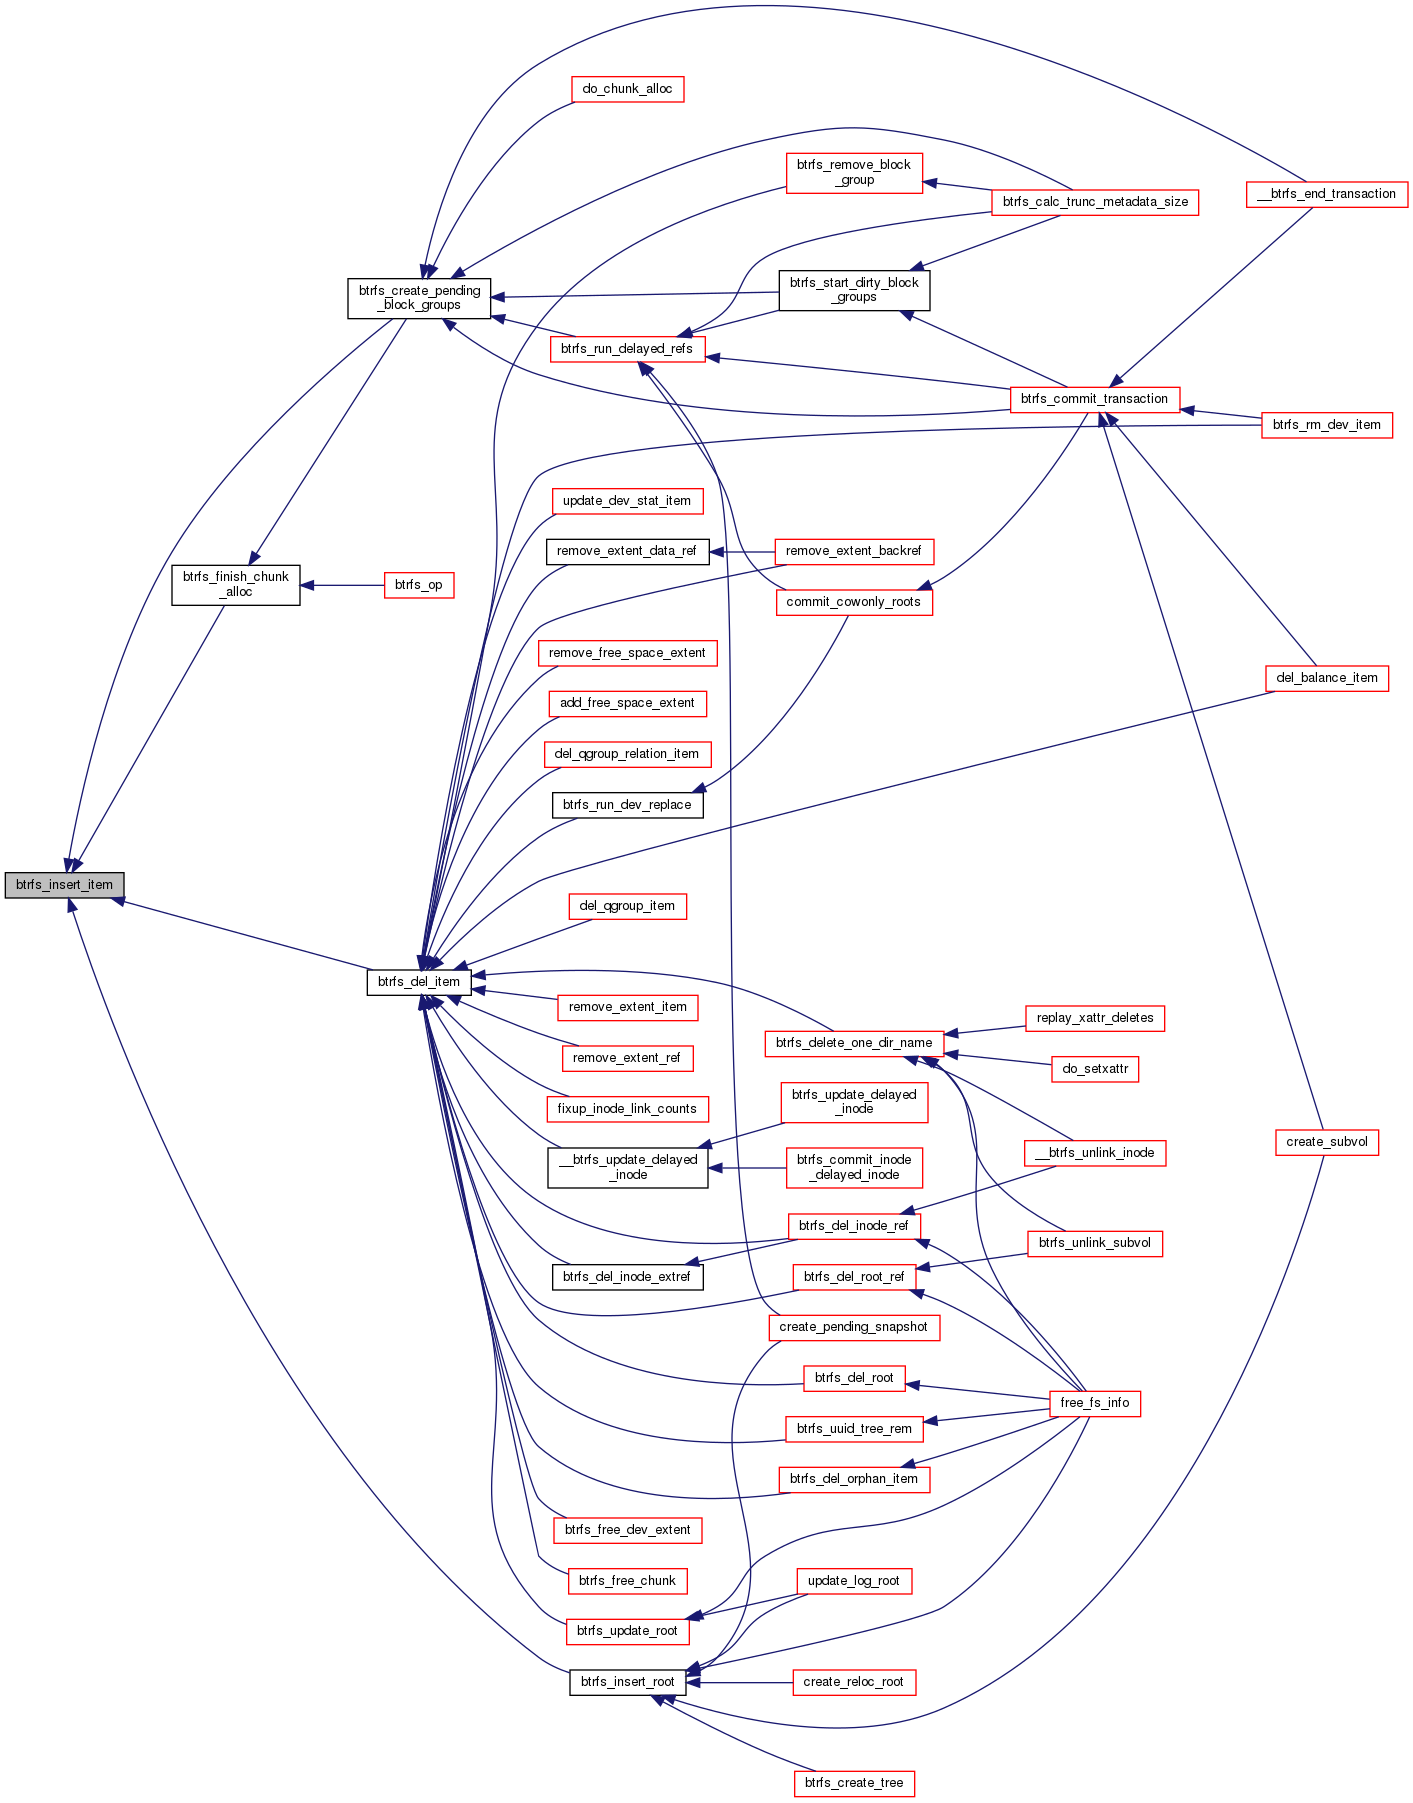 do_chunk_alloc
btrfs_remove_block
_group
__btrfs_end_transaction
btrfs_calc_trunc_metadata_size
btrfs_create_pending
_block_groups
btrfs_start_dirty_block
_groups
btrfs_run_delayed_refs
btrfs_commit_transaction
btrfs_rm_dev_item
update_dev_stat_item
remove_extent_data_ref
remove_extent_backref
btrfs_finish_chunk
_alloc
btrfs_op
commit_cowonly_roots
remove_free_space_extent
del_balance_item
add_free_space_extent
del_qgroup_relation_item
btrfs_run_dev_replace
btrfs_insert_item
del_qgroup_item
btrfs_del_item
remove_extent_item
replay_xattr_deletes
btrfs_delete_one_dir_name
remove_extent_ref
do_setxattr
btrfs_update_delayed
_inode
fixup_inode_link_counts
create_subvol
__btrfs_unlink_inode
__btrfs_update_delayed
_inode
btrfs_commit_inode
_delayed_inode
btrfs_del_inode_ref
btrfs_unlink_subvol
btrfs_del_inode_extref
btrfs_del_root_ref
create_pending_snapshot
btrfs_del_root
free_fs_info
btrfs_uuid_tree_rem
btrfs_del_orphan_item
btrfs_free_dev_extent
btrfs_free_chunk
update_log_root
btrfs_update_root
btrfs_insert_root
create_reloc_root
btrfs_create_tree